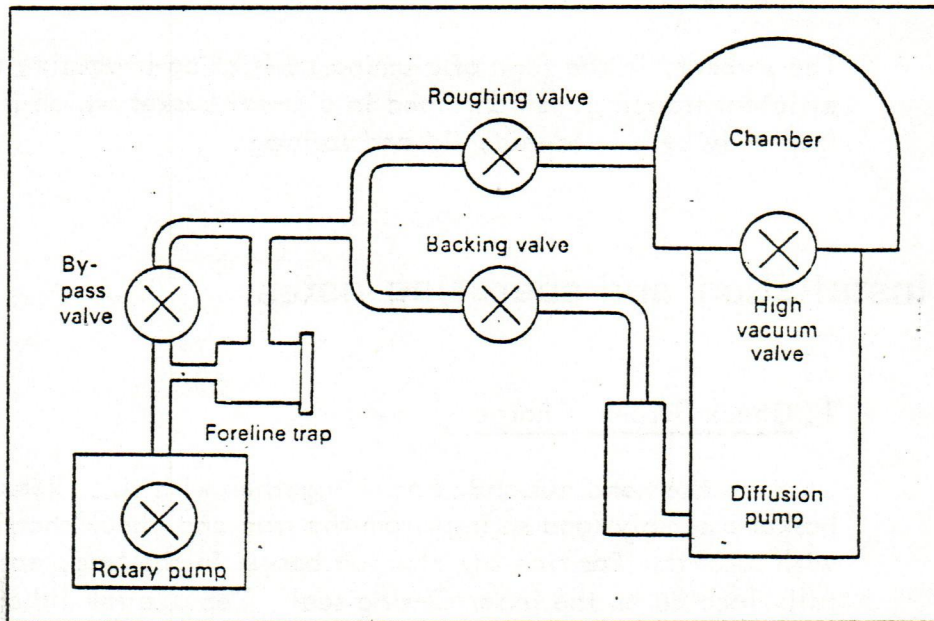 Roughing valve
Chamber
By-
pass
valve
Backing valve
High
vacuum
valve
Foreline trap
Diffusion
pump
Rotary pump